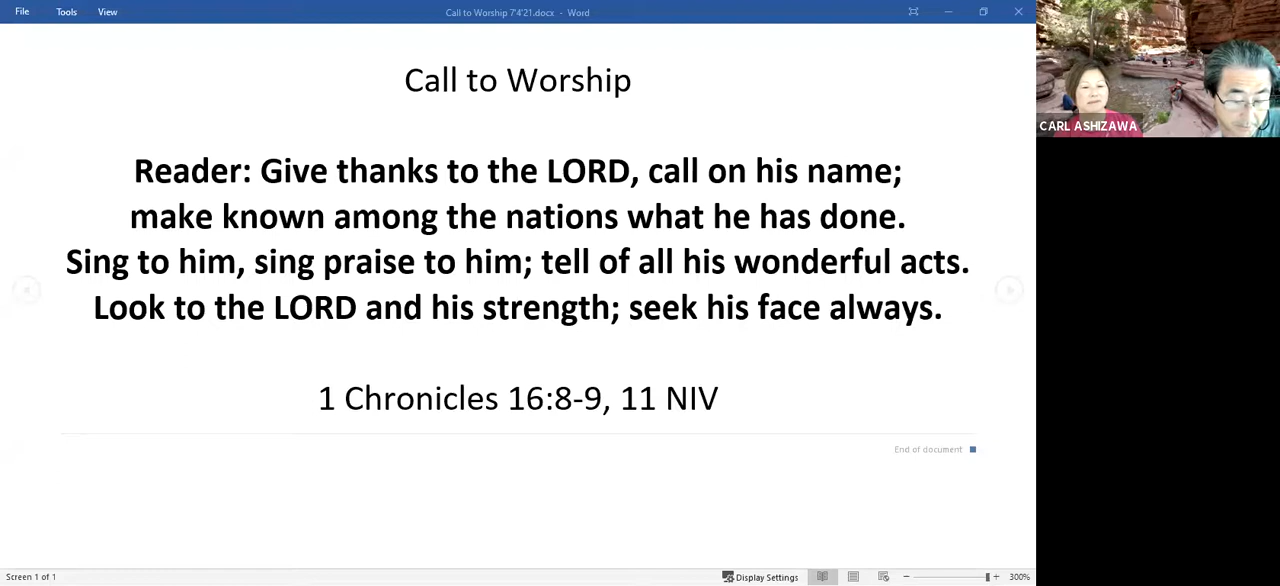 File Tools View Call to Worship 7'4'21.docx - Word
CARL ASHIZAWA
Call to Worship
Reader: Give thanks to the LORD, call on his name;
make known among the nations what he has done.
Sing to him, sing praise to him; tell of all his wonderful acts.
Look to the LORD and his strength; seek his face always.
1 Chronicles 16:8-9, 11 NIV
End of document
Screen 1 of 1 Display Settings 300%